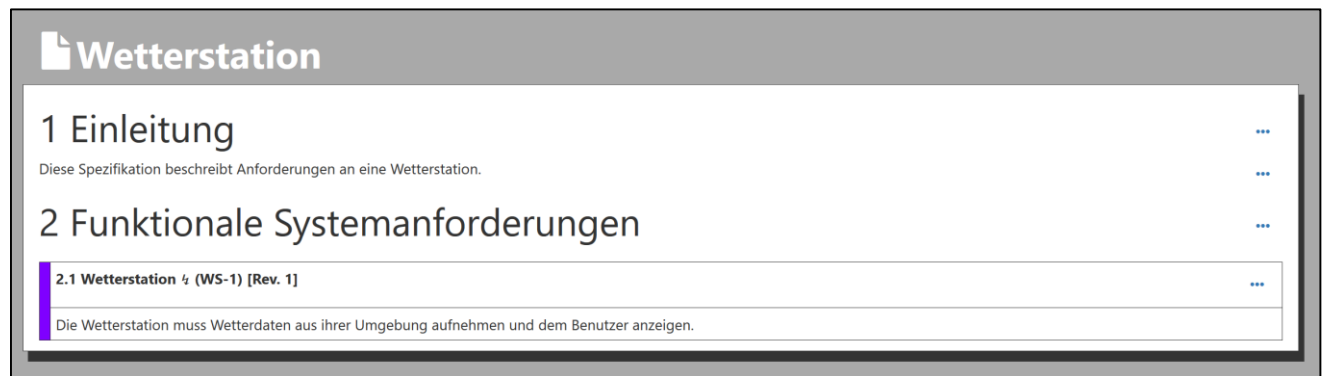 Wetterstation
1 Einleitung
Diese Spezifikation beschreibt Anforderungen an eine Wetterstation.
2 Funktionale Systemanforderungen
2.1 Wetterstation ϟ (WS-1) [Rev. 1]
Die Wetterstation muss Wetterdaten aus ihrer Umgebung aufnehmen und dem Benutzer anzeigen.